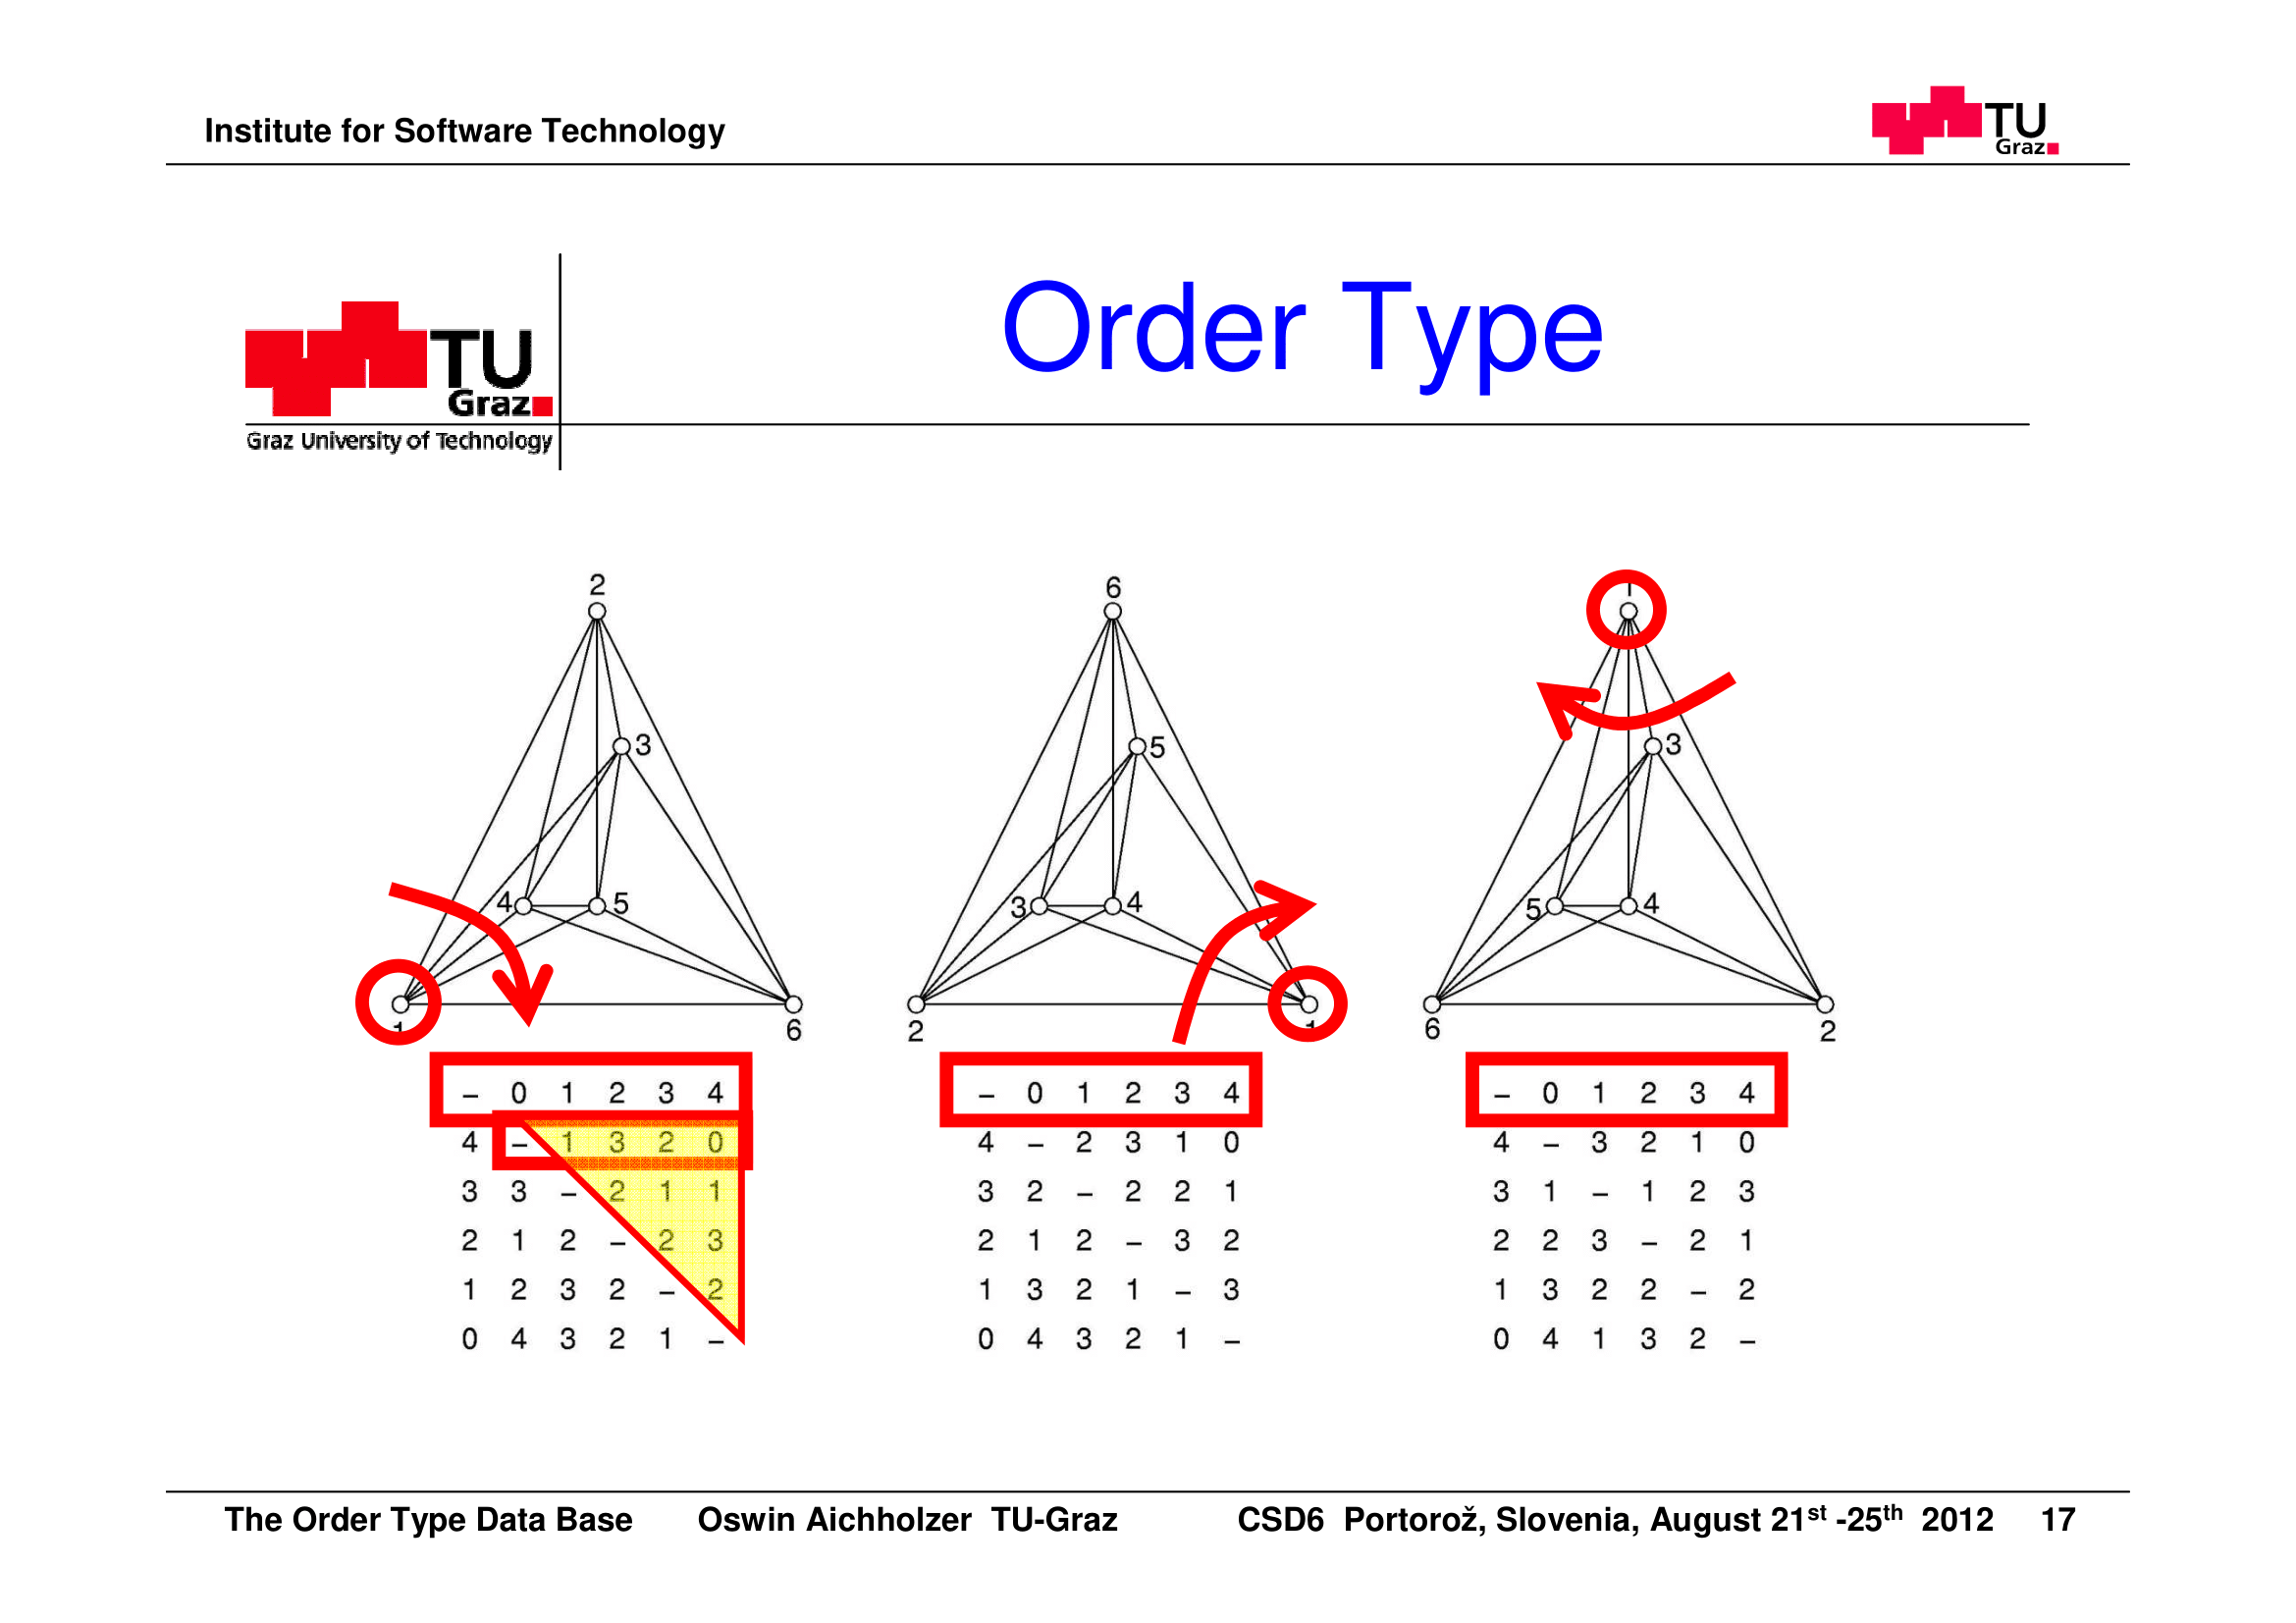 Institute for Software Technology
TU
Graz
TU
Graz
Graz University of Technology
Order Type
2
3
4
5
1
6
6
5
3
4
2
1
1
3
5
4
6
2
– 0 1 2 3 4
4 – 1 3 2 0
3 3 – 2 1 1
2 1 2 – 2 3
1 2 3 2 – 2
0 4 3 2 1 –
– 0 1 2 3 4
4 – 2 3 1 0
3 2 – 2 2 1
2 1 2 – 3 2
1 3 2 1 – 3
0 4 3 2 1 –
– 0 1 2 3 4
4 – 3 2 1 0
3 1 – 1 2 3
2 2 3 – 2 1
1 3 2 2 – 2
0 4 1 3 2 –
The Order Type Data Base Oswin Aichholzer TU-Graz CSD6 Portorož, Slovenia, August 21st -25th 2012 17